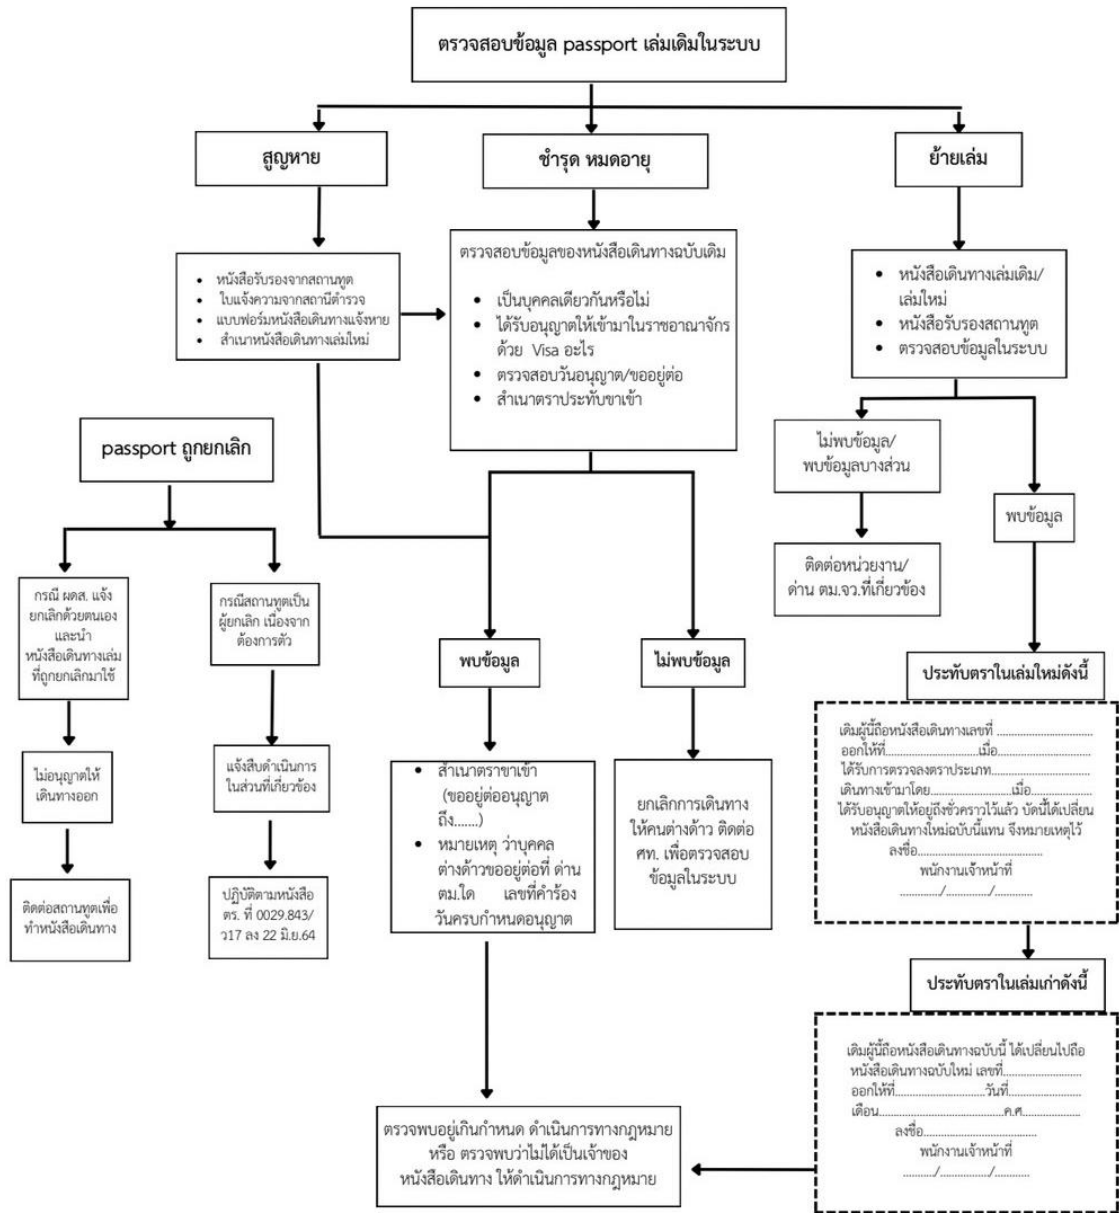 ตรวจสอบข้อมูล passport เล่มเดิมในระบบ
สูญหาย
ชำรุด หมดอายุ
ย้ายเล่ม
• หนังสือรับรองจากสถานทูต
• ใบแจ้งความจากสถานีตำรวจ
• แบบฟอร์มหนังสือเดินทางแจ้งหาย
• สำเนาหนังสือเดินทางเล่มใหม่
ตรวจสอบข้อมูลของหนังสือเดินทางฉบับเดิม
• เป็นบุคคลเดียวกันหรือไม่
• ได้รับอนุญาตให้เข้ามาในราชอาณาจักร
ด้วย Visa อะไร
• ตรวจสอบวันอนุญาต/ขออยู่ต่อ
• สำเนาตราประทับขาเข้า
• หนังสือเดินทางเล่มเดิม/
เล่มใหม่
• หนังสือรับรองสถานทูต
• ตรวจสอบข้อมูลในระบบ
passport ถูกยกเลิก
ไม่พบข้อมูล/
พบข้อมูลบางส่วน
พบข้อมูล
ติดต่อหน่วยงาน/
ด่าน ตม.จว.ที่เกี่ยวข้อง
กรณี ผดส. แจ้ง
ยกเลิกด้วยตนเอง
และนำ
หนังสือเดินทางเล่ม
ที่ถูกยกเลิกมาใช้
กรณีสถานทูตเป็น
ผู้ยกเลิก เนื่องจาก
ต้องการตัว
พบข้อมูล
ไม่พบข้อมูล
ไม่อนุญาตให้
เดินทางออก
แจ้งสืบดำเนินการ
ในส่วนที่เกี่ยวข้อง
ติดต่อสถานทูตเพื่อ
ทำหนังสือเดินทาง
ปฏิบัติตามหนังสือ
ตร. ที่ 0029.843/
ว17 ลง 22 มิ.ย.64
• สำเนาตราขาเข้า
(ขออยู่ต่ออนุญาต
ถึง.......)
• หมายเหตุ ว่าบุคคล
ต่างด้าวขออยู่ต่อที่ ด่าน
ตม.ใด เลขที่คำร้อง
วันครบกำหนดอนุญาต
ยกเลิกการเดินทาง
ให้คนต่างด้าว ติดต่อ
ศท. เพื่อตรวจสอบ
ข้อมูลในระบบ
ประทับตราในเล่มใหม่ดังนี้
เดิมผู้นี้ถือหนังสือเดินทางเลขที่ ................................
ออกให้ที่...............................เมื่อ...............................
ได้รับการตรวจลงตราประเภท.................................
เดินทางเข้ามาโดย............................เมื่อ....................
ได้รับอนุญาตให้อยู่ถึงชั่วคราวไว้แล้ว บัดนี้ได้เปลี่ยน
หนังสือเดินทางใหม่ฉบับนี้แทน จึงหมายเหตุไว้
ลงชื่อ.........................................
พนักงานเจ้าหน้าที่
............./............../............
ประทับตราในเล่มเก่าดังนี้
เดิมผู้นี้ถือหนังสือเดินทางฉบับนี้ ได้เปลี่ยนไปถือ
หนังสือเดินทางฉบับใหม่ เลขที่..........................
ออกให้ที่.......................................วันที่........................
เดือน..........................................ค.ศ...................
ลงชื่อ......................................
พนักงานเจ้าหน้าที่
.........../................/...........
ตรวจพบอยู่เกินกำหนด ดำเนินการทางกฎหมาย
หรือ ตรวจพบว่าไม่ได้เป็นเจ้าของ
หนังสือเดินทาง ให้ดำเนินการทางกฎหมาย